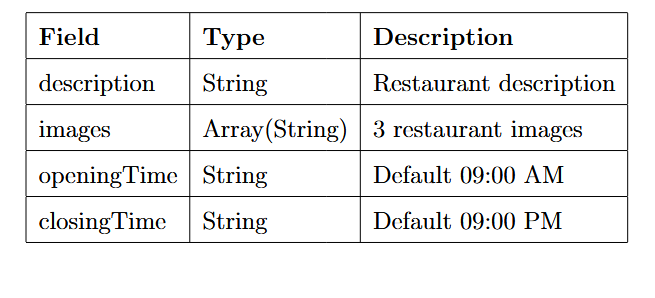 Field Type Description
description String Restaurant description
images Array(String) 3 restaurant images
openingTime String Default 09:00 AM
closingTime String Default 09:00 PM